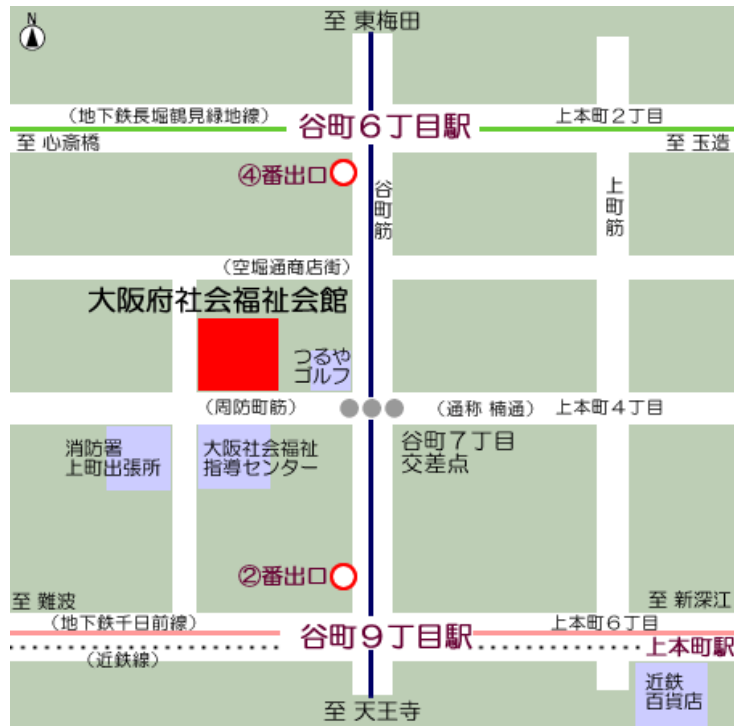 N
至 東梅田
（地下鉄長堀鶴見緑地線）
谷町６丁目駅
上本町２丁目
至 心斎橋
至 玉造
④番出口
谷町筋
上町筋
（空堀通商店街）
大阪府社会福祉会館
つるや
ゴルフ
（周防町筋）
（通称 楠通）
上本町４丁目
消防署
上町出張所
大阪社会福祉
指導センター
谷町７丁目
交差点
②番出口
至 難波
至 新深江
（地下鉄千日前線）
谷町９丁目駅
上本町６丁目
上本町駅
（近鉄線）
近鉄
百貨店
至 天王寺